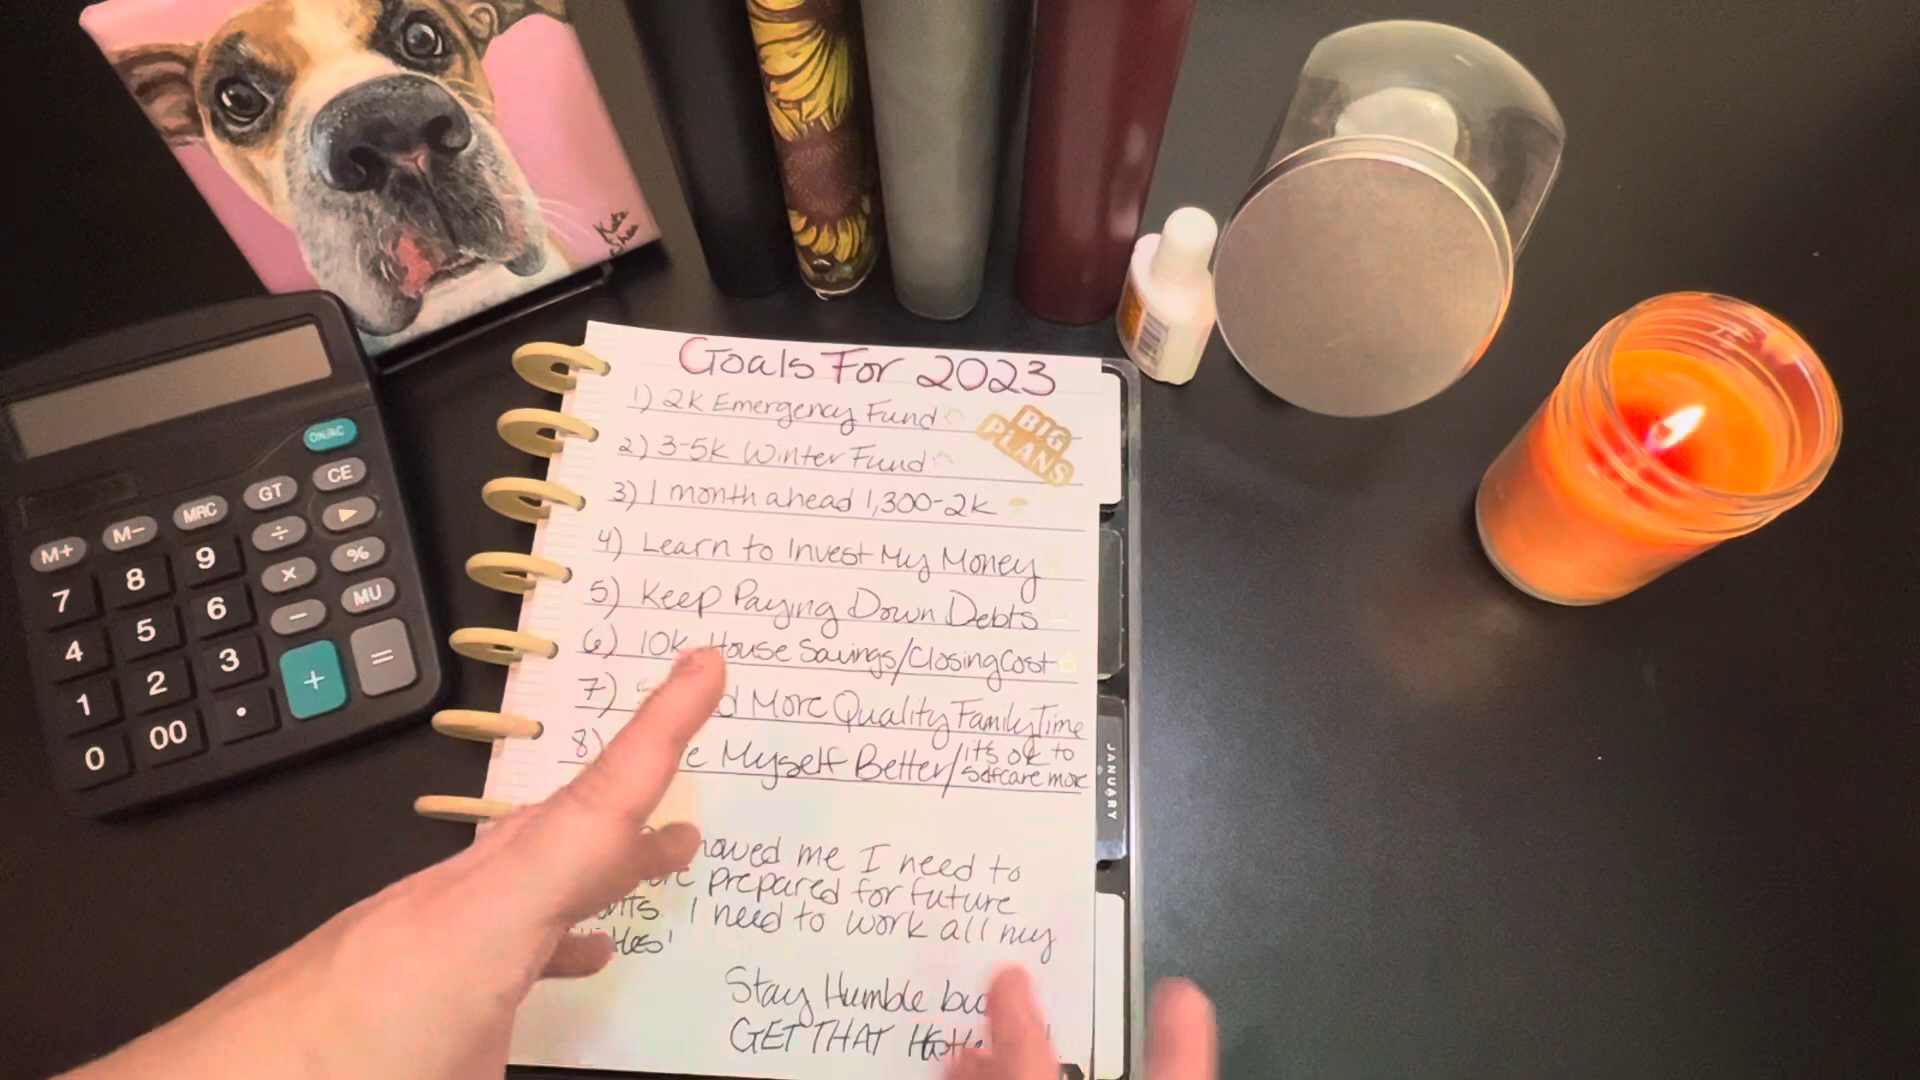 Kate Shea
Goals For 2023
1) 2K Emergency Fund
BIG PLANS
2) 3-5K Winter Fund
3) 1 month ahead 1,300-2K
4) Learn to Invest My Money
5) Keep Paying Down Debts
6) 10K House Savings/Closing Cost
7) More Quality Family Time
8) Myself Better/It's ok to selfcare more
me I need to
prepared for future
I need to work all my
Stay Humble
GET THAT
JANUARY
ON/AC
GT CE
M+ M- MRC ÷ ▶
7 8 9 × %
4 5 6 - MU
1 2 3 + =
0 00 •